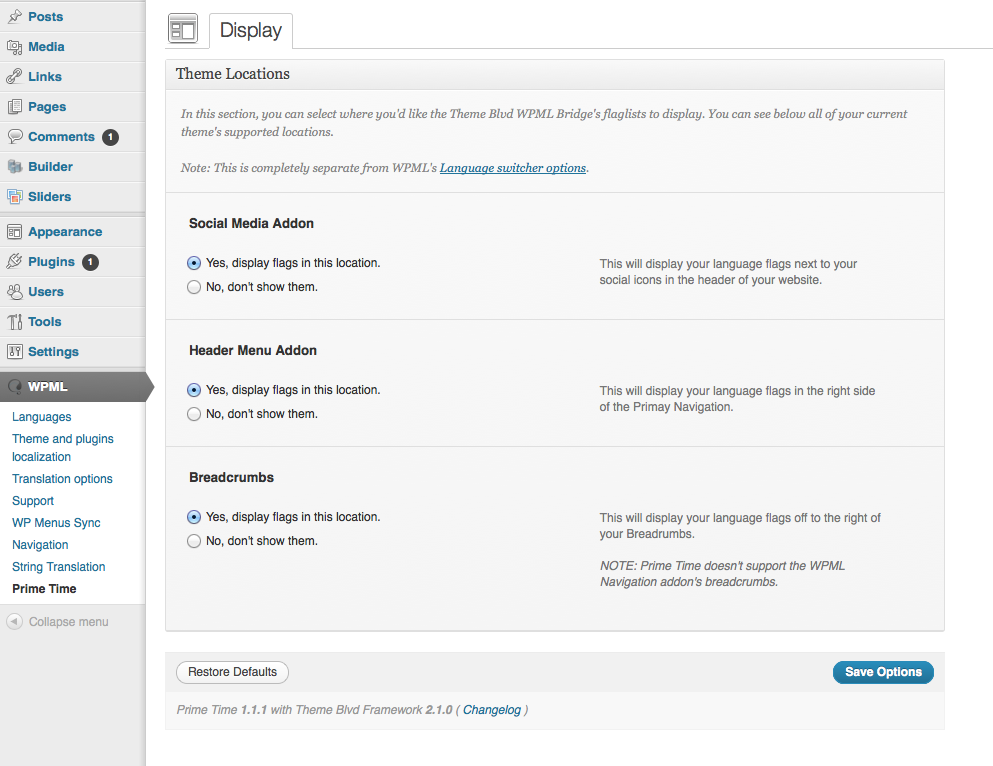 Posts
Media
Links
Pages
Comments 1
Builder
Sliders
Appearance
Plugins 1
Users
Tools
Settings
WPML
Languages
Theme and plugins
localization
Translation options
Support
WP Menus Sync
Navigation
String Translation
Prime Time
Collapse menu
Display
Theme Locations
In this section, you can select where you'd like the Theme Blvd WPML Bridge's flaglists to display. You can see below all of your current
theme's supported locations.
Note: This is completely separate from WPML's Language switcher options.
Social Media Addon
Yes, display flags in this location.
No, don't show them.
This will display your language flags next to your
social icons in the header of your website.
Header Menu Addon
Yes, display flags in this location.
No, don't show them.
This will display your language flags in the right side
of the Primay Navigation.
Breadcrumbs
Yes, display flags in this location.
No, don't show them.
This will display your language flags off to the right of
your Breadcrumbs.
NOTE: Prime Time doesn't support the WPML
Navigation addon's breadcrumbs.
Restore Defaults
Save Options
Prime Time 1.1.1 with Theme Blvd Framework 2.1.0 ( Changelog )